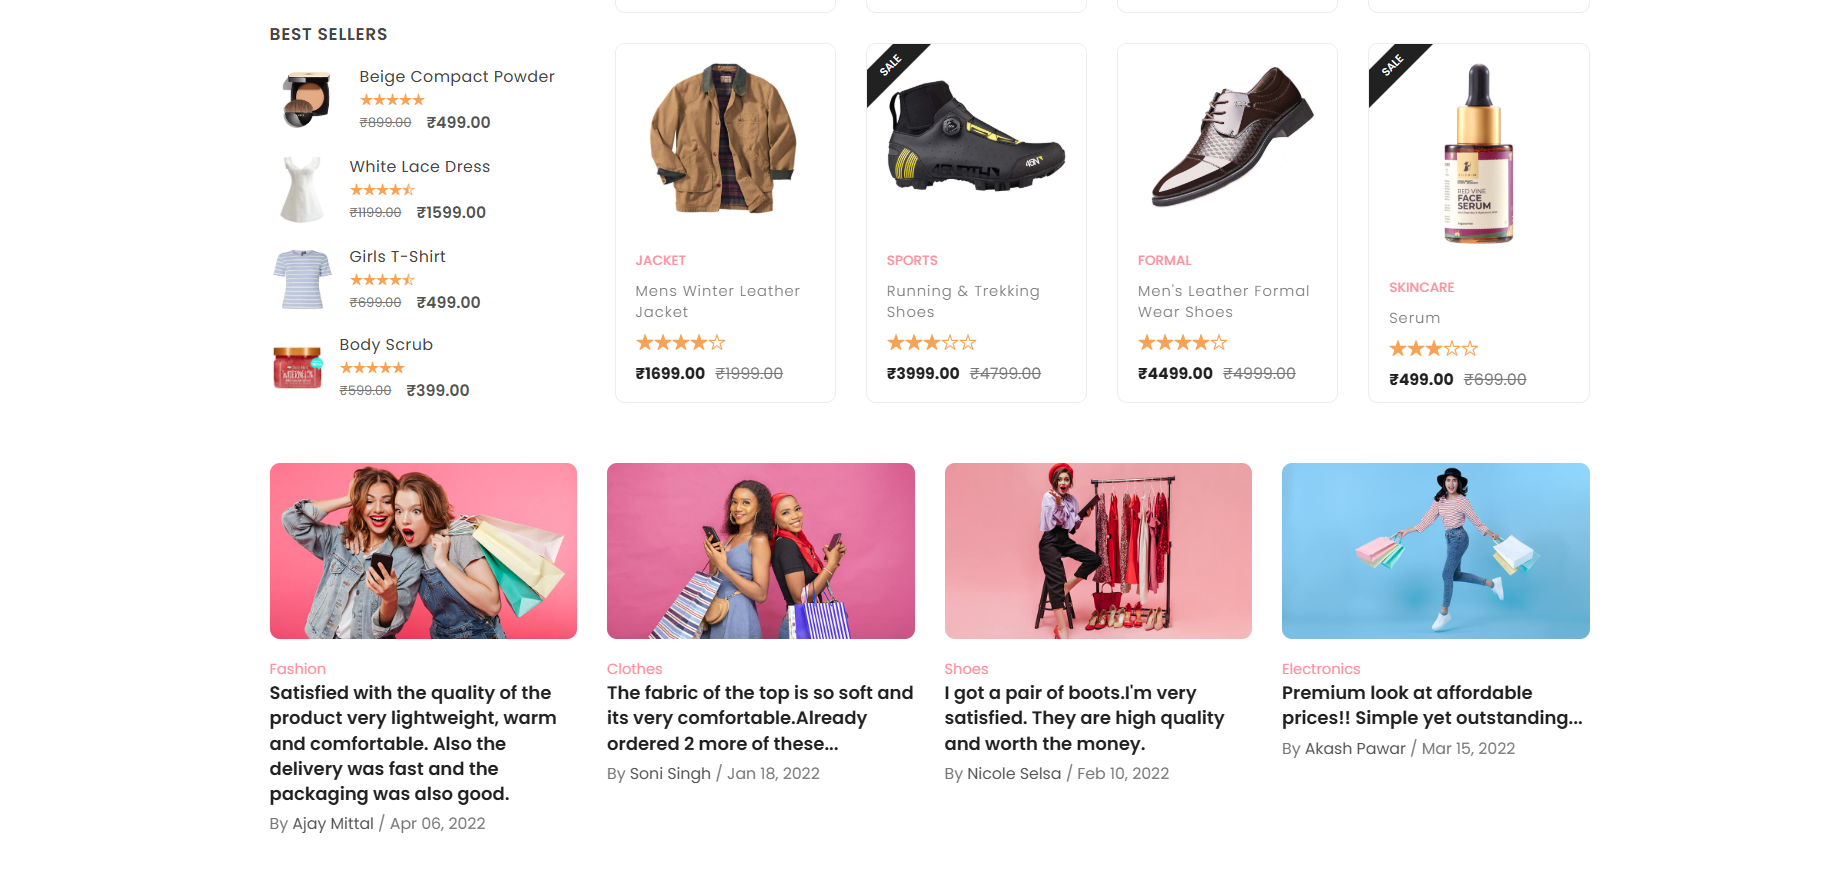 BEST SELLERS
Beige Compact Powder
₹899.00 ₹499.00
White Lace Dress
₹1199.00 ₹1599.00
Girls T-Shirt
₹699.00 ₹499.00
Body Scrub
₹599.00 ₹399.00
JACKET
Mens Winter Leather
Jacket
₹1699.00 ₹1999.00
SALE
SPORTS
Running & Trekking
Shoes
₹3999.00 ₹4799.00
FORMAL
Men's Leather Formal
Wear Shoes
₹4499.00 ₹4999.00
SALE
RED VINE
FACE
SERUM
SKINCARE
Serum
₹499.00 ₹699.00
Fashion
Satisfied with the quality of the
product very lightweight, warm
and comfortable. Also the
delivery was fast and the
packaging was also good.
By Ajay Mittal / Apr 06, 2022
Clothes
The fabric of the top is so soft and
its very comfortable.Already
ordered 2 more of these...
By Soni Singh / Jan 18, 2022
Shoes
I got a pair of boots.I'm very
satisfied. They are high quality
and worth the money.
By Nicole Selsa / Feb 10, 2022
Electronics
Premium look at affordable
prices!! Simple yet outstanding...
By Akash Pawar / Mar 15, 2022